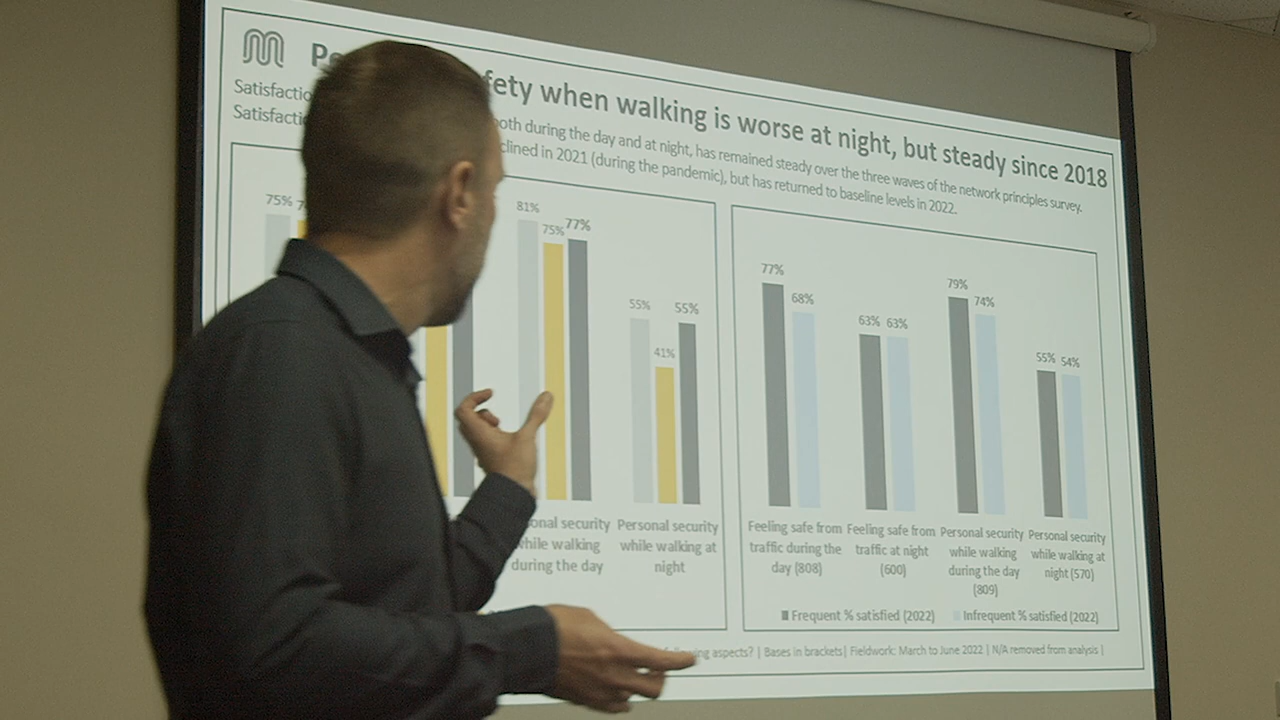 fety when walking is worse at night, but steady since 2018
Satisfactio
both during the day and at night, has remained steady over the three waves of the network principles survey.
Satisfacti
clined in 2021 (during the pandemic), but has returned to baseline levels in 2022.
75%
81%
75%
77%
55%
41%
55%
onal security
while walking
during the day
Personal security
while walking at
night
77%
68%
63%
63%
79%
74%
55%
54%
Feeling safe from
traffic during the
day (808)
Feeling safe from
traffic at night
(600)
Personal security
while walking
during the day
(809)
Personal security
while walking at
night (570)
Frequent % satisfied (2022)
Infrequent % satisfied (2022)
aspects? | Bases in brackets| Fieldwork: March to June 2022 | N/A removed from analysis |